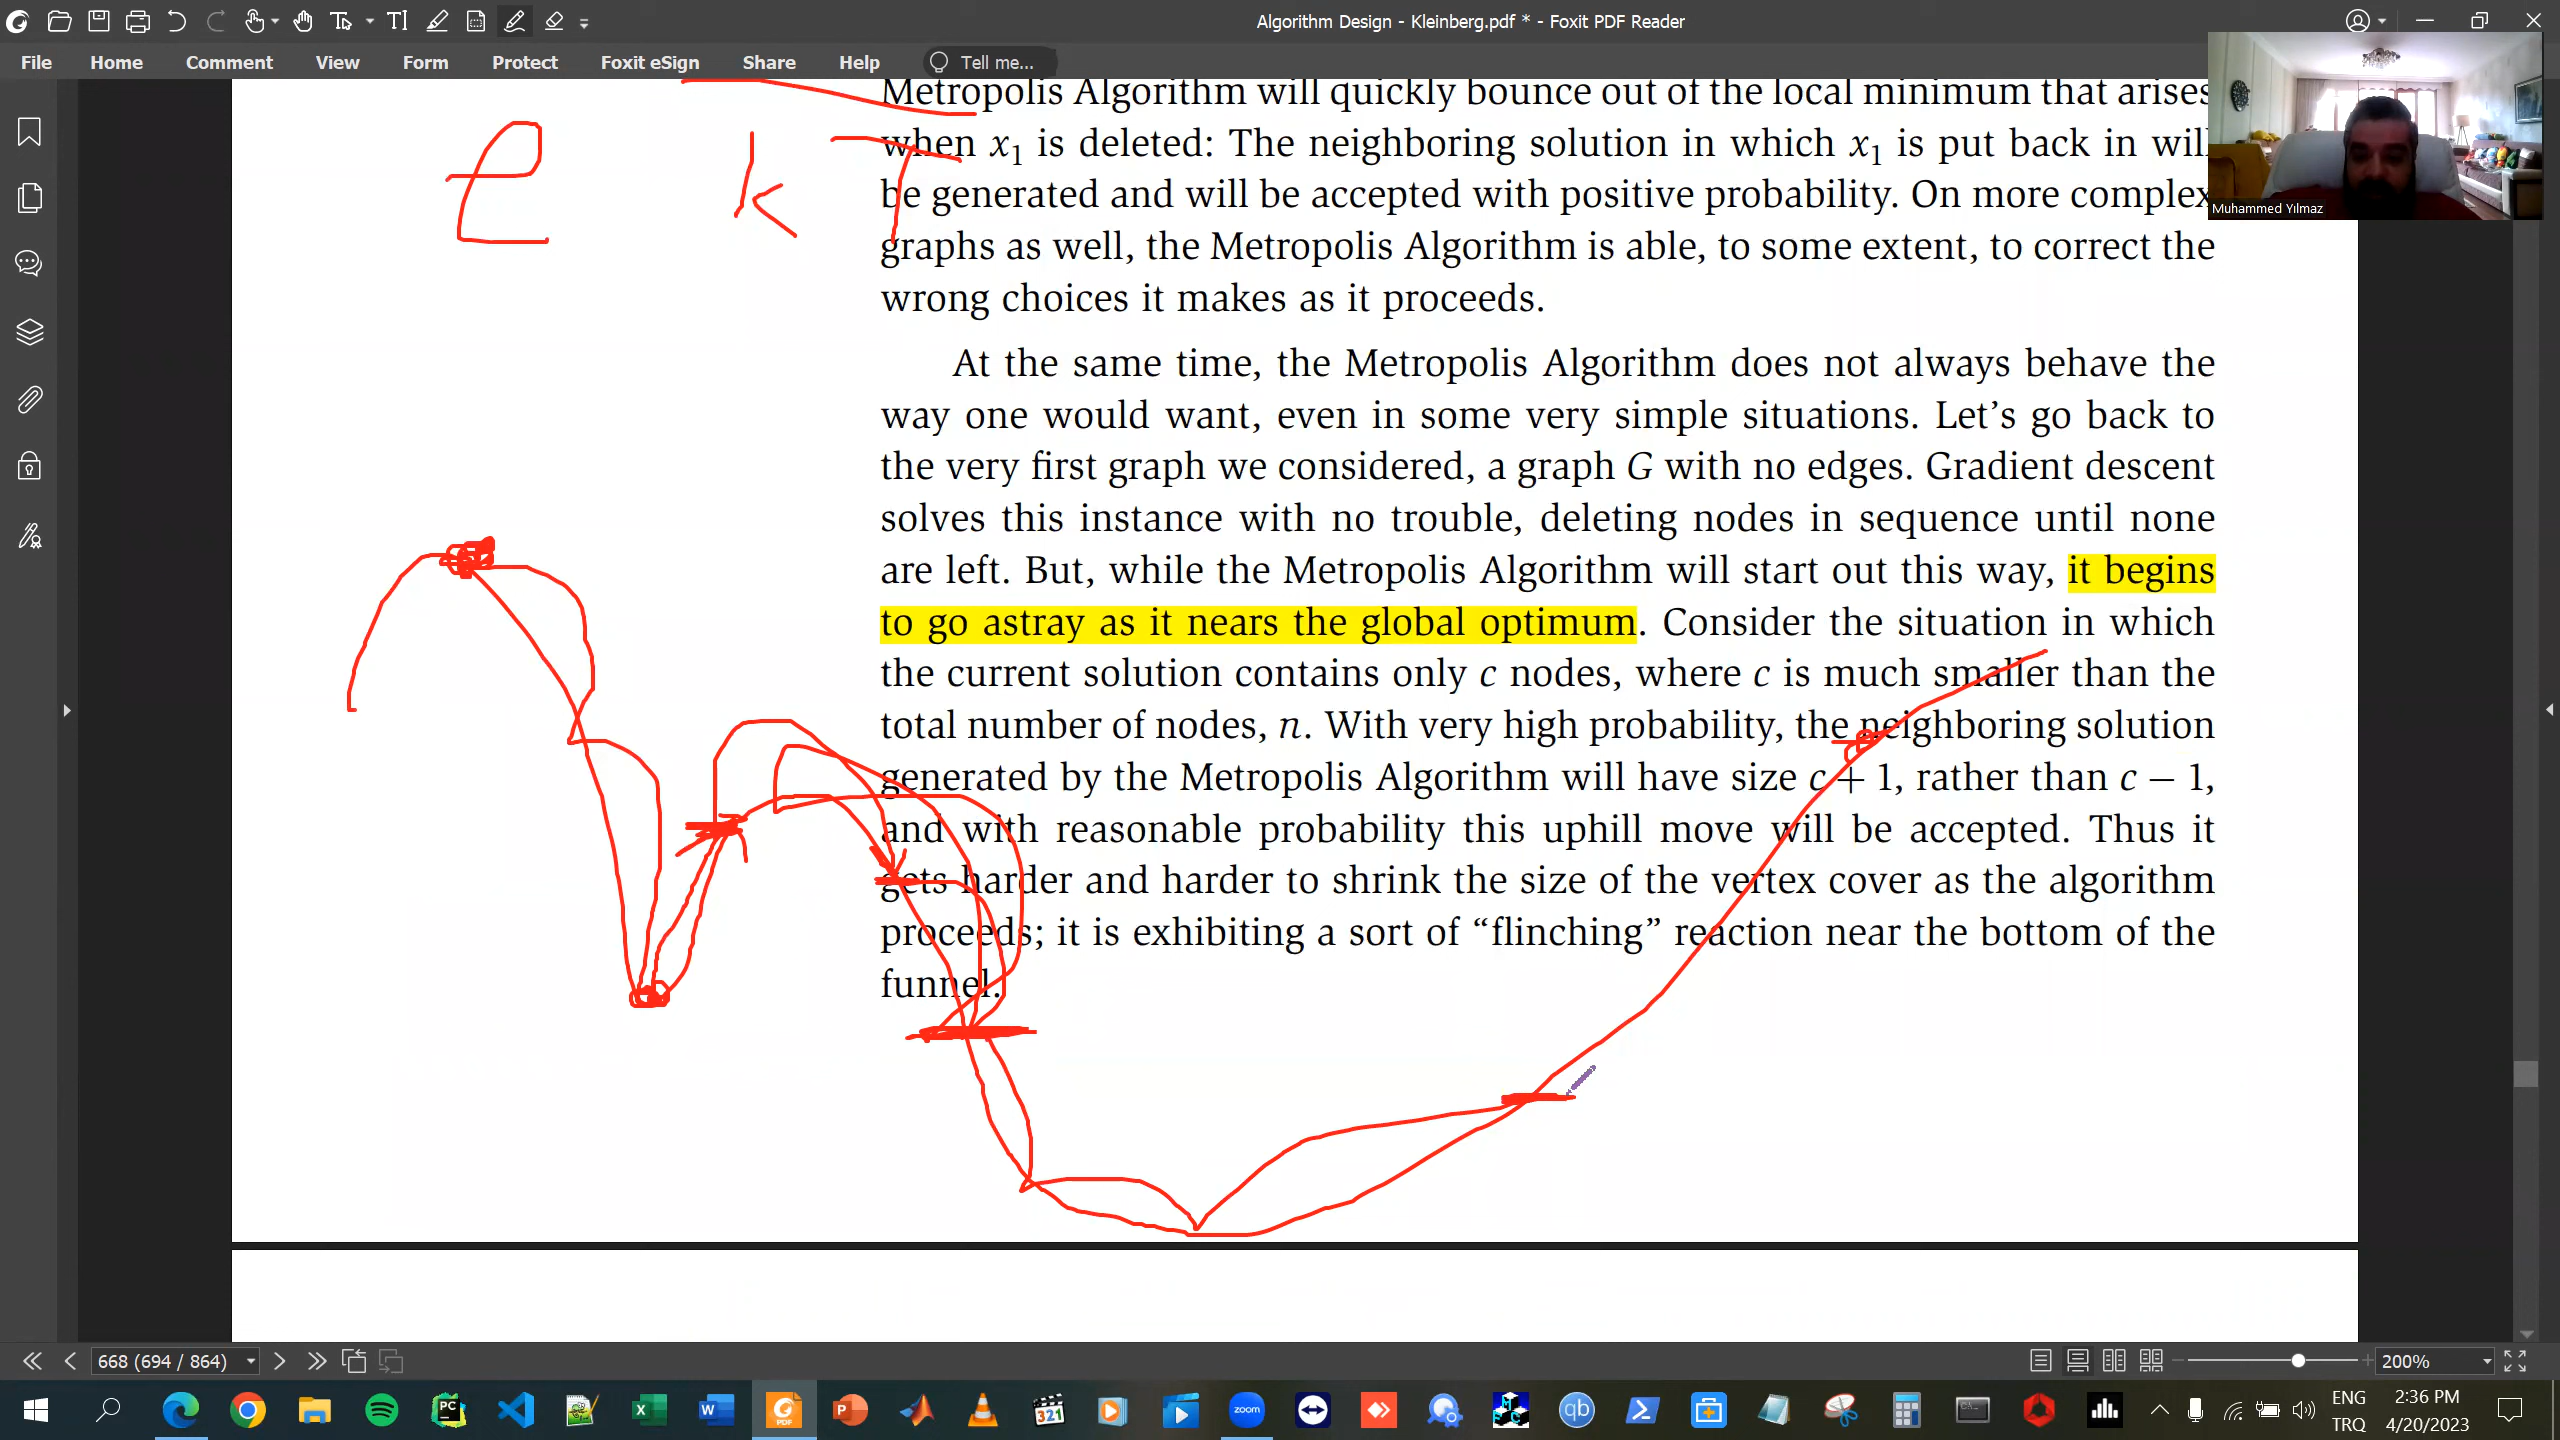 Algorithm Design - Kleinberg.pdf * - Foxit PDF Reader
File Home Comment View Form Protect Foxit eSign Share Help Tell me...
Muhammed Yılmaz
e k T
Metropolis Algorithm will quickly bounce out of the local minimum that arises
when x1 is deleted: The neighboring solution in which x1 is put back in will
be generated and will be accepted with positive probability. On more complex
graphs as well, the Metropolis Algorithm is able, to some extent, to correct the
wrong choices it makes as it proceeds.
At the same time, the Metropolis Algorithm does not always behave the
way one would want, even in some very simple situations. Let’s go back to
the very first graph we considered, a graph G with no edges. Gradient descent
solves this instance with no trouble, deleting nodes in sequence until none
are left. But, while the Metropolis Algorithm will start out this way, it begins
to go astray as it nears the global optimum. Consider the situation in which
the current solution contains only c nodes, where c is much smaller than the
total number of nodes, n. With very high probability, the neighboring solution
generated by the Metropolis Algorithm will have size c + 1, rather than c − 1,
and with reasonable probability this uphill move will be accepted. Thus it
gets harder and harder to shrink the size of the vertex cover as the algorithm
proceeds; it is exhibiting a sort of “flinching” reaction near the bottom of the
funnel.
668 (694 / 864) 200%
ENG 2:36 PM
TRQ 4/20/2023